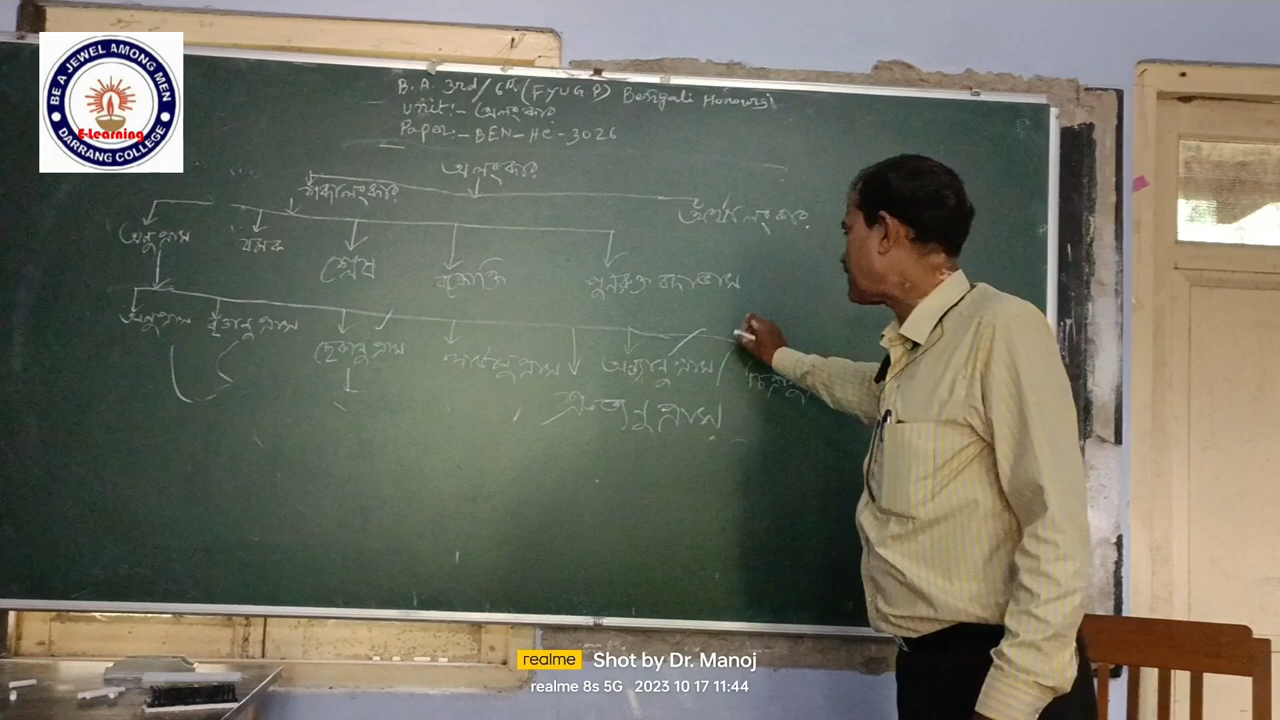 BE A JEWEL AMONG MEN
E-Learning
DARRANG COLLEGE
B.A. 3rd / 6th (FYUGP) Bengali Honours
Unit:- অলংকার
Paper:- BEN-HC-3026
অলংকার
শব্দালংকার অর্থালংকার
অনুপ্রাস যমক শ্লেষ বক্রোক্তি পুনরুক্ত বদাভাস
অনুপ্রাস বৃত্তানুপ্রাস ছেকানুপ্রাস অন্ত্যানুপ্রাস
শ্রুত্যনুপ্রাস
realme Shot by Dr. Manoj
realme 8s 5G 2023 10 17 11:44